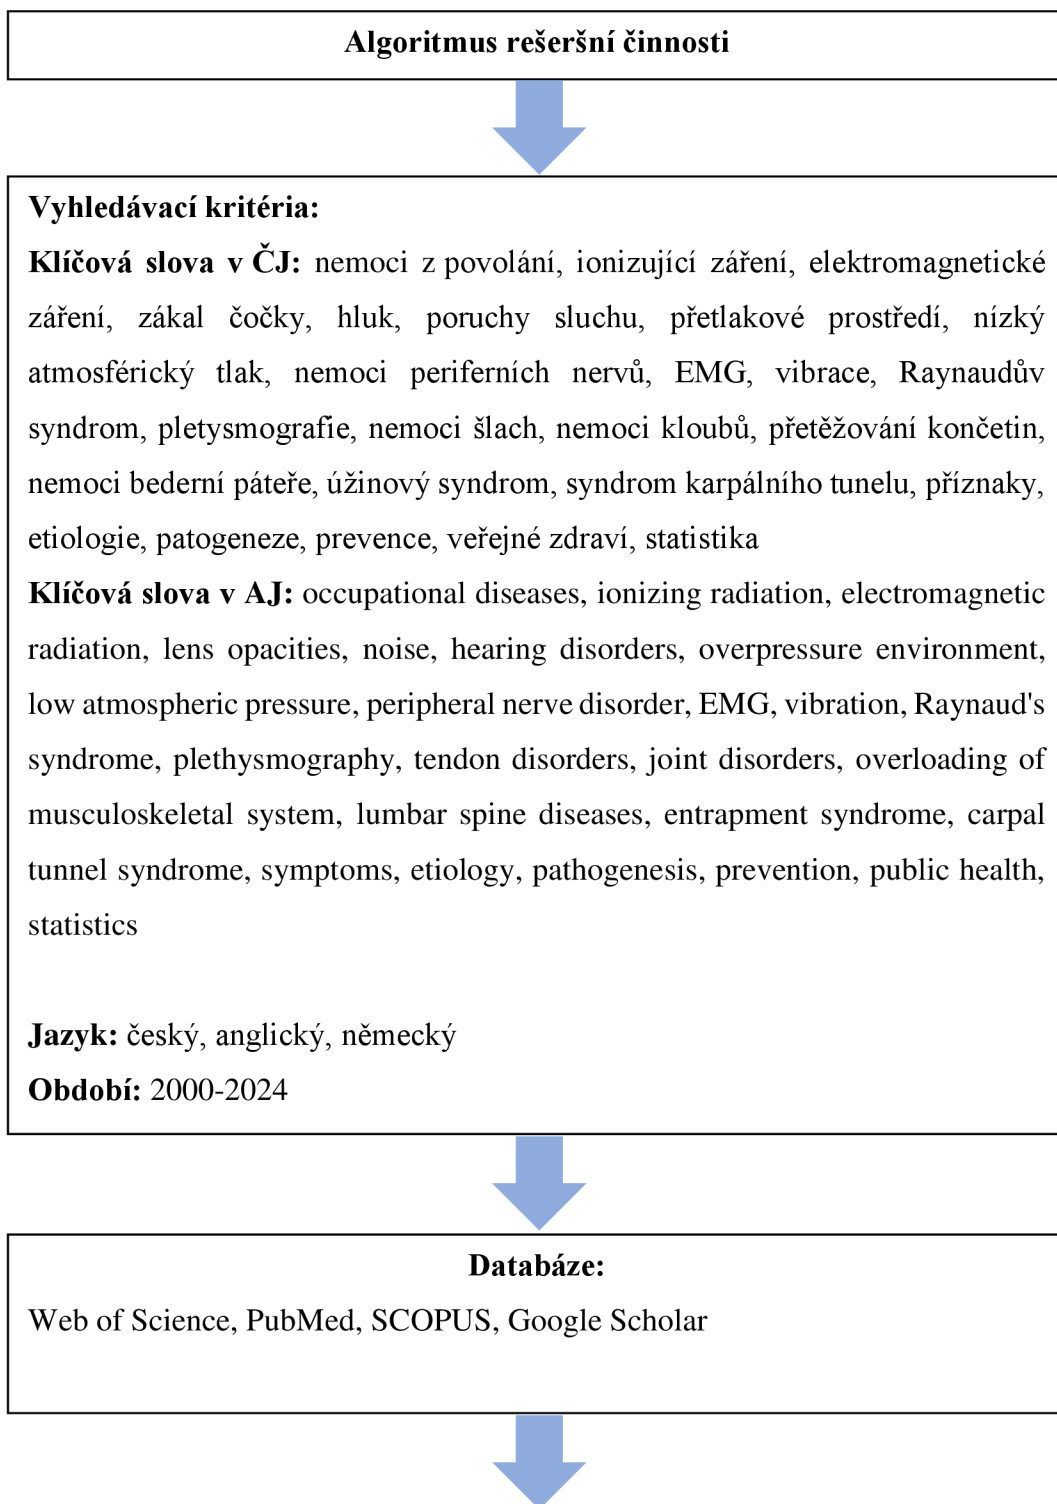 Algoritmus rešeršní činnosti
Vyhledávací kritéria:
Klíčová slova v ČJ: nemoci z povolání, ionizující záření, elektromagnetické
záření, zákal čočky, hluk, poruchy sluchu, přetlakové prostředí, nízký
atmosférický tlak, nemoci periferních nervů, EMG, vibrace, Raynaudův
syndrom, pletysmografie, nemoci šlach, nemoci kloubů, přetěžování končetin,
nemoci bederní páteře, úžinový syndrom, syndrom karpálního tunelu, příznaky,
etiologie, patogeneze, prevence, veřejné zdraví, statistika
Klíčová slova v AJ: occupational diseases, ionizing radiation, electromagnetic
radiation, lens opacities, noise, hearing disorders, overpressure environment,
low atmospheric pressure, peripheral nerve disorder, EMG, vibration, Raynaud's
syndrome, plethysmography, tendon disorders, joint disorders, overloading of
musculoskeletal system, lumbar spine diseases, entrapment syndrome, carpal
tunnel syndrome, symptoms, etiology, pathogenesis, prevention, public health,
statistics
Jazyk: český, anglický, německý
Období: 2000-2024
Databáze:
Web of Science, PubMed, SCOPUS, Google Scholar